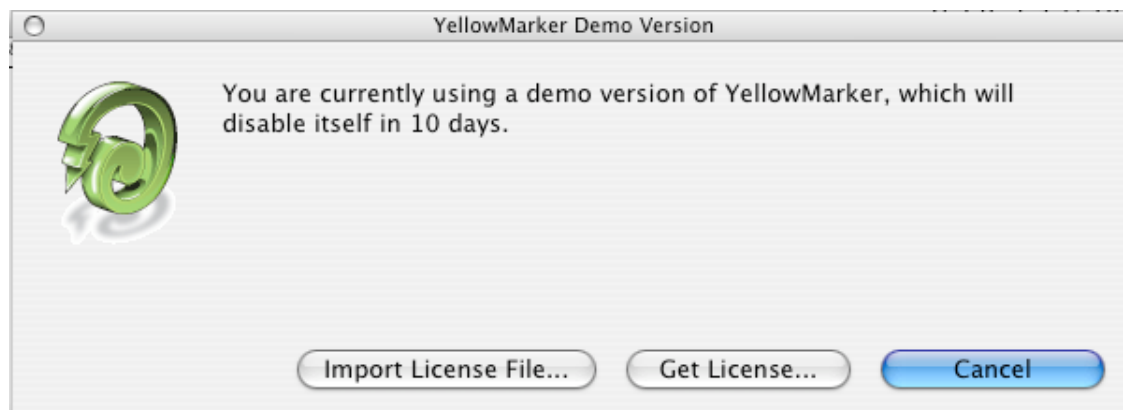 YellowMarker Demo Version
You are currently using a demo version of YellowMarker, which will
disable itself in 10 days.
Import License File...
Get License...
Cancel